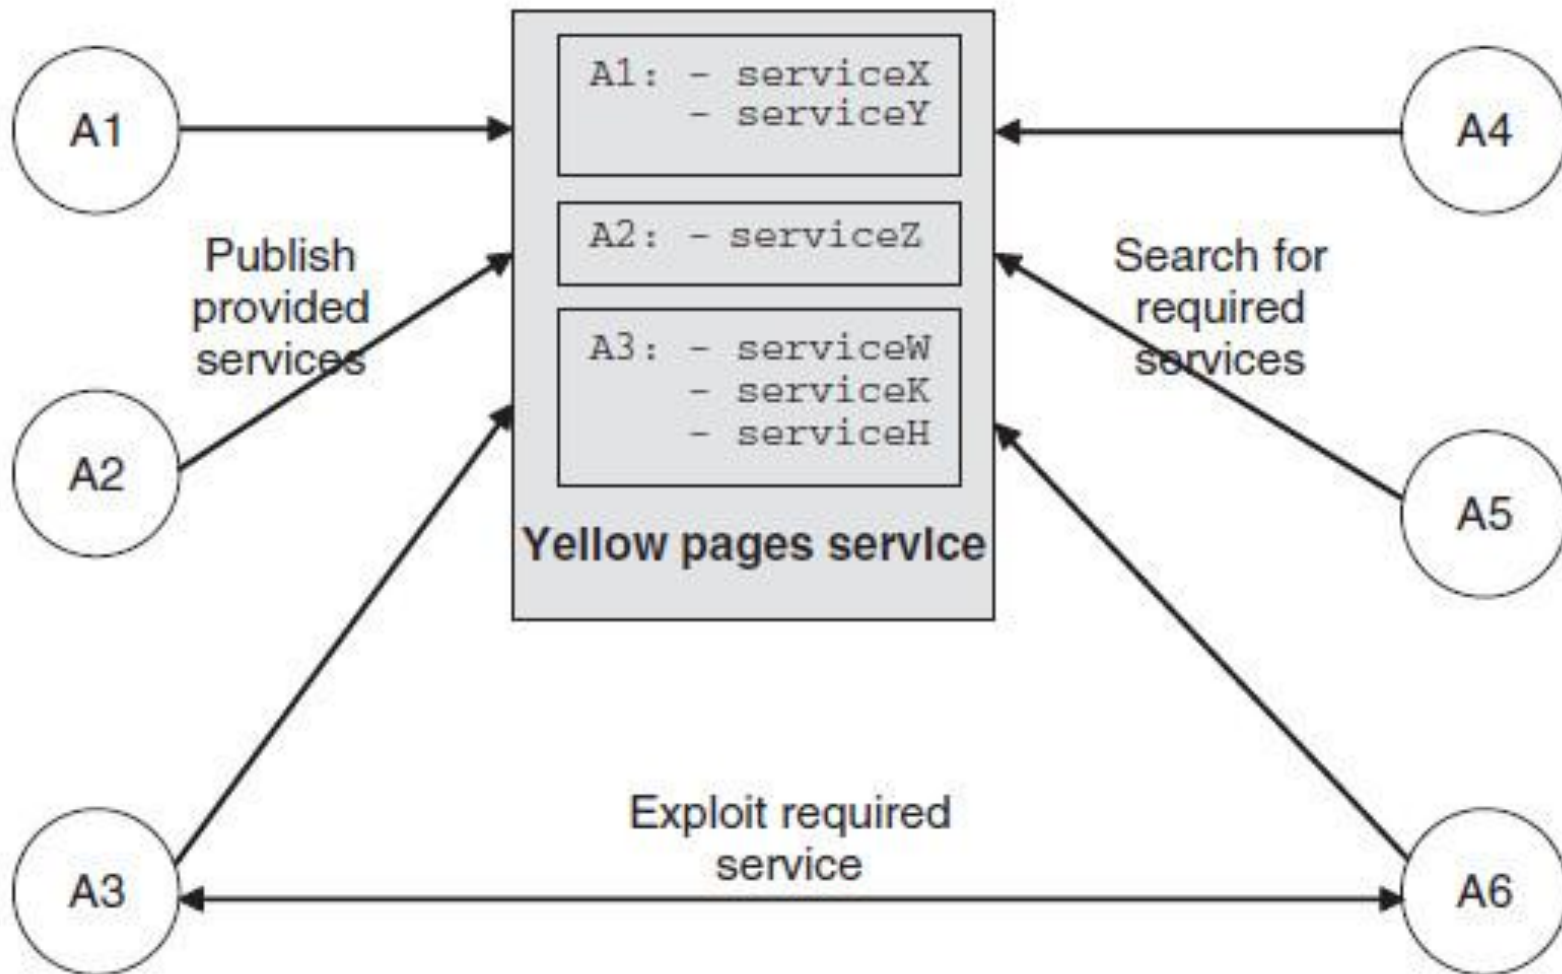 A1
Publish
provided
services
A2
A3
A1: - serviceX
- serviceY
A2: - serviceZ
A3: - serviceW
- serviceK
- serviceH
Yellow pages service
A4
Search for
required
services
A5
A6
Exploit required
service